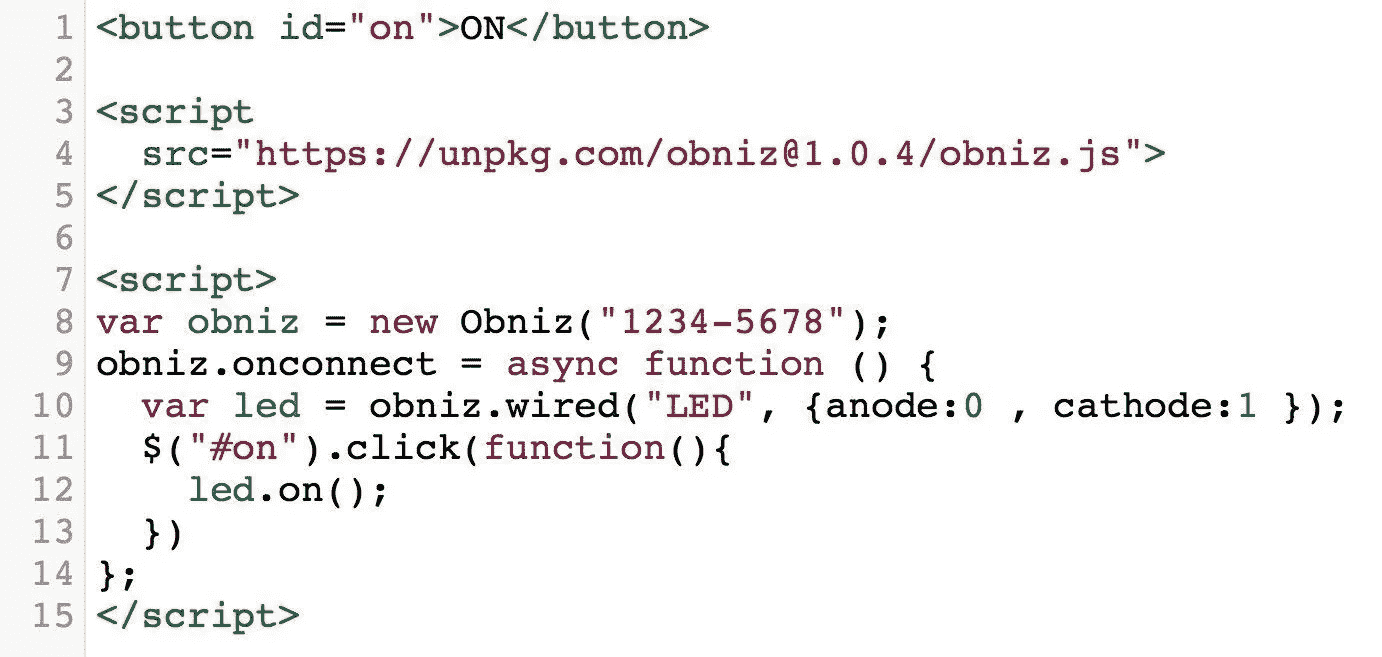 1 <button id="on">ON</button>
2
3 <script
4   src="https://unpkg.com/obniz@1.0.4/obniz.js">
5 </script>
6
7 <script>
8 var obniz = new Obniz("1234-5678");
9 obniz.onconnect = async function () {
10   var led = obniz.wired("LED", {anode:0 , cathode:1 });
11   $("#on").click(function(){
12     led.on();
13   })
14 };
15 </script>